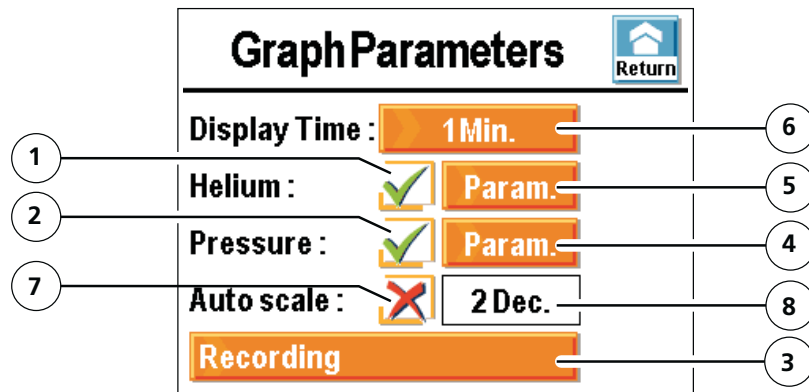 Graph Parameters
Return
Display Time : 1 Min. 6
1
Helium : Param. 5
2
Pressure : Param. 4
7
Auto scale : 2 Dec. 8
Recording 3